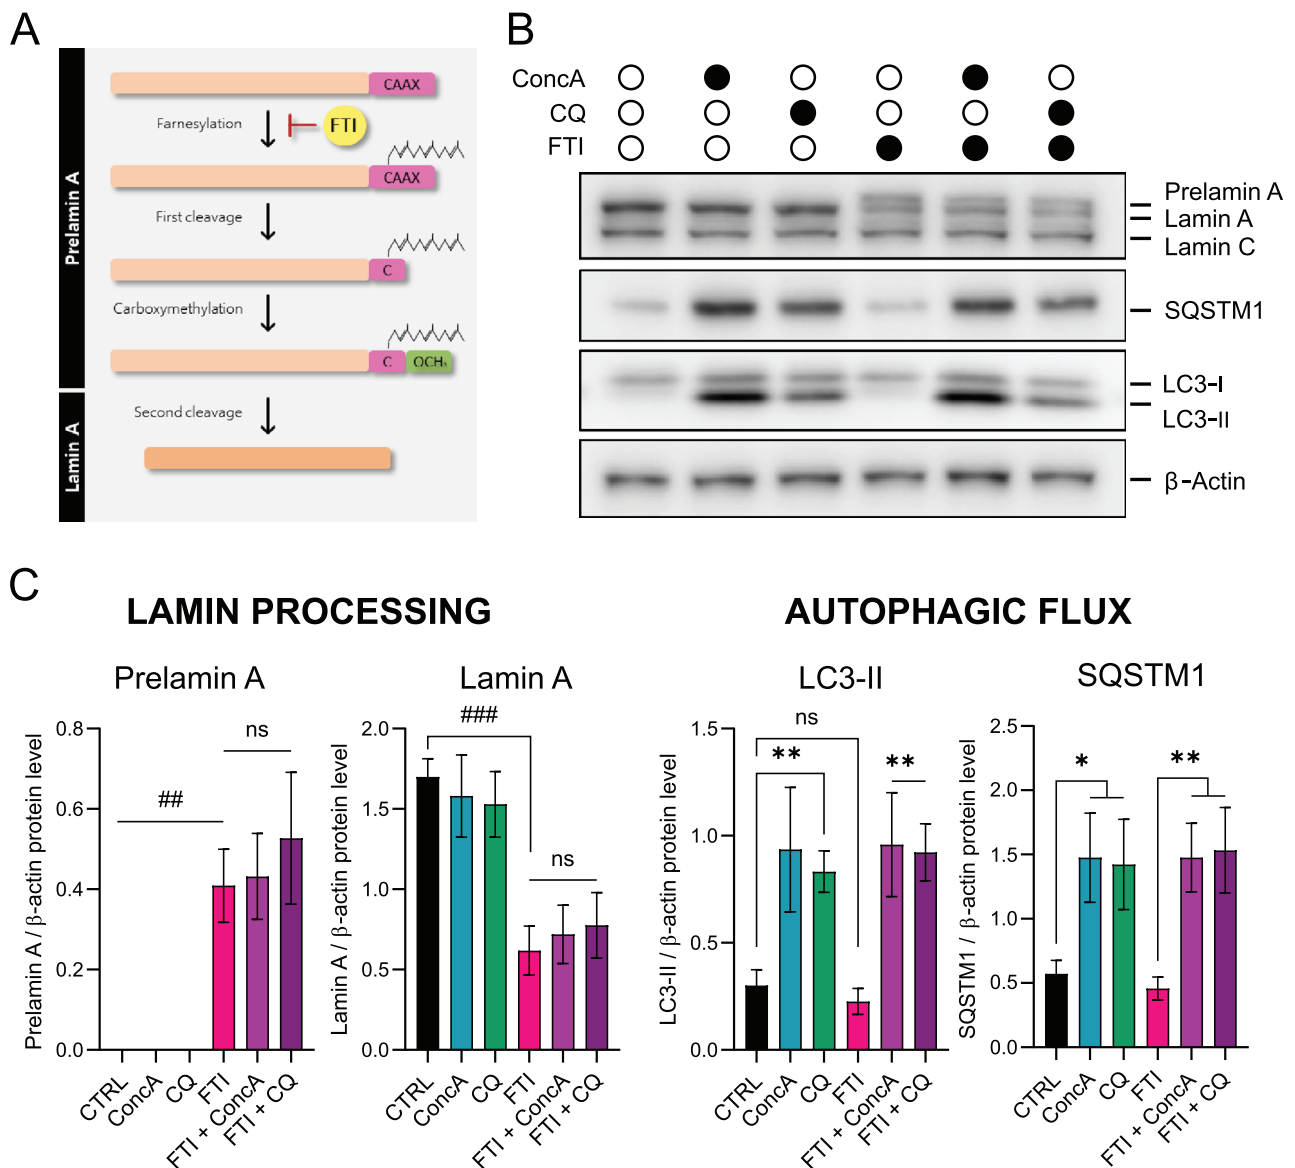 A
Prelamin A
Lamin A
CAAX
Farnesylation
FTI
CAAX
First cleavage
C
Carboxymethylation
C
OCH₃
Second cleavage
B
ConcA
CQ
FTI
Prelamin A
Lamin A
Lamin C
SQSTM1
LC3-I
LC3-II
β-Actin
C
LAMIN PROCESSING
AUTOPHAGIC FLUX
Prelamin A
Prelamin A / β-actin protein level
0.8
0.6
0.4
0.2
0.0
##
ns
CTRL
ConcA
CQ
FTI
FTI + ConcA
FTI + CQ
Lamin A
Lamin A / β-actin protein level
2.0
1.5
1.0
0.5
0.0
###
ns
CTRL
ConcA
CQ
FTI
FTI + ConcA
FTI + CQ
LC3-II
LC3-II / β-actin protein level
1.5
1.0
0.5
0.0
ns
**
**
CTRL
ConcA
CQ
FTI
FTI + ConcA
FTI + CQ
SQSTM1
SQSTM1 / β-actin protein level
2.5
2.0
1.5
1.0
0.5
0.0
*
**
CTRL
ConcA
CQ
FTI
FTI + ConcA
FTI + CQ